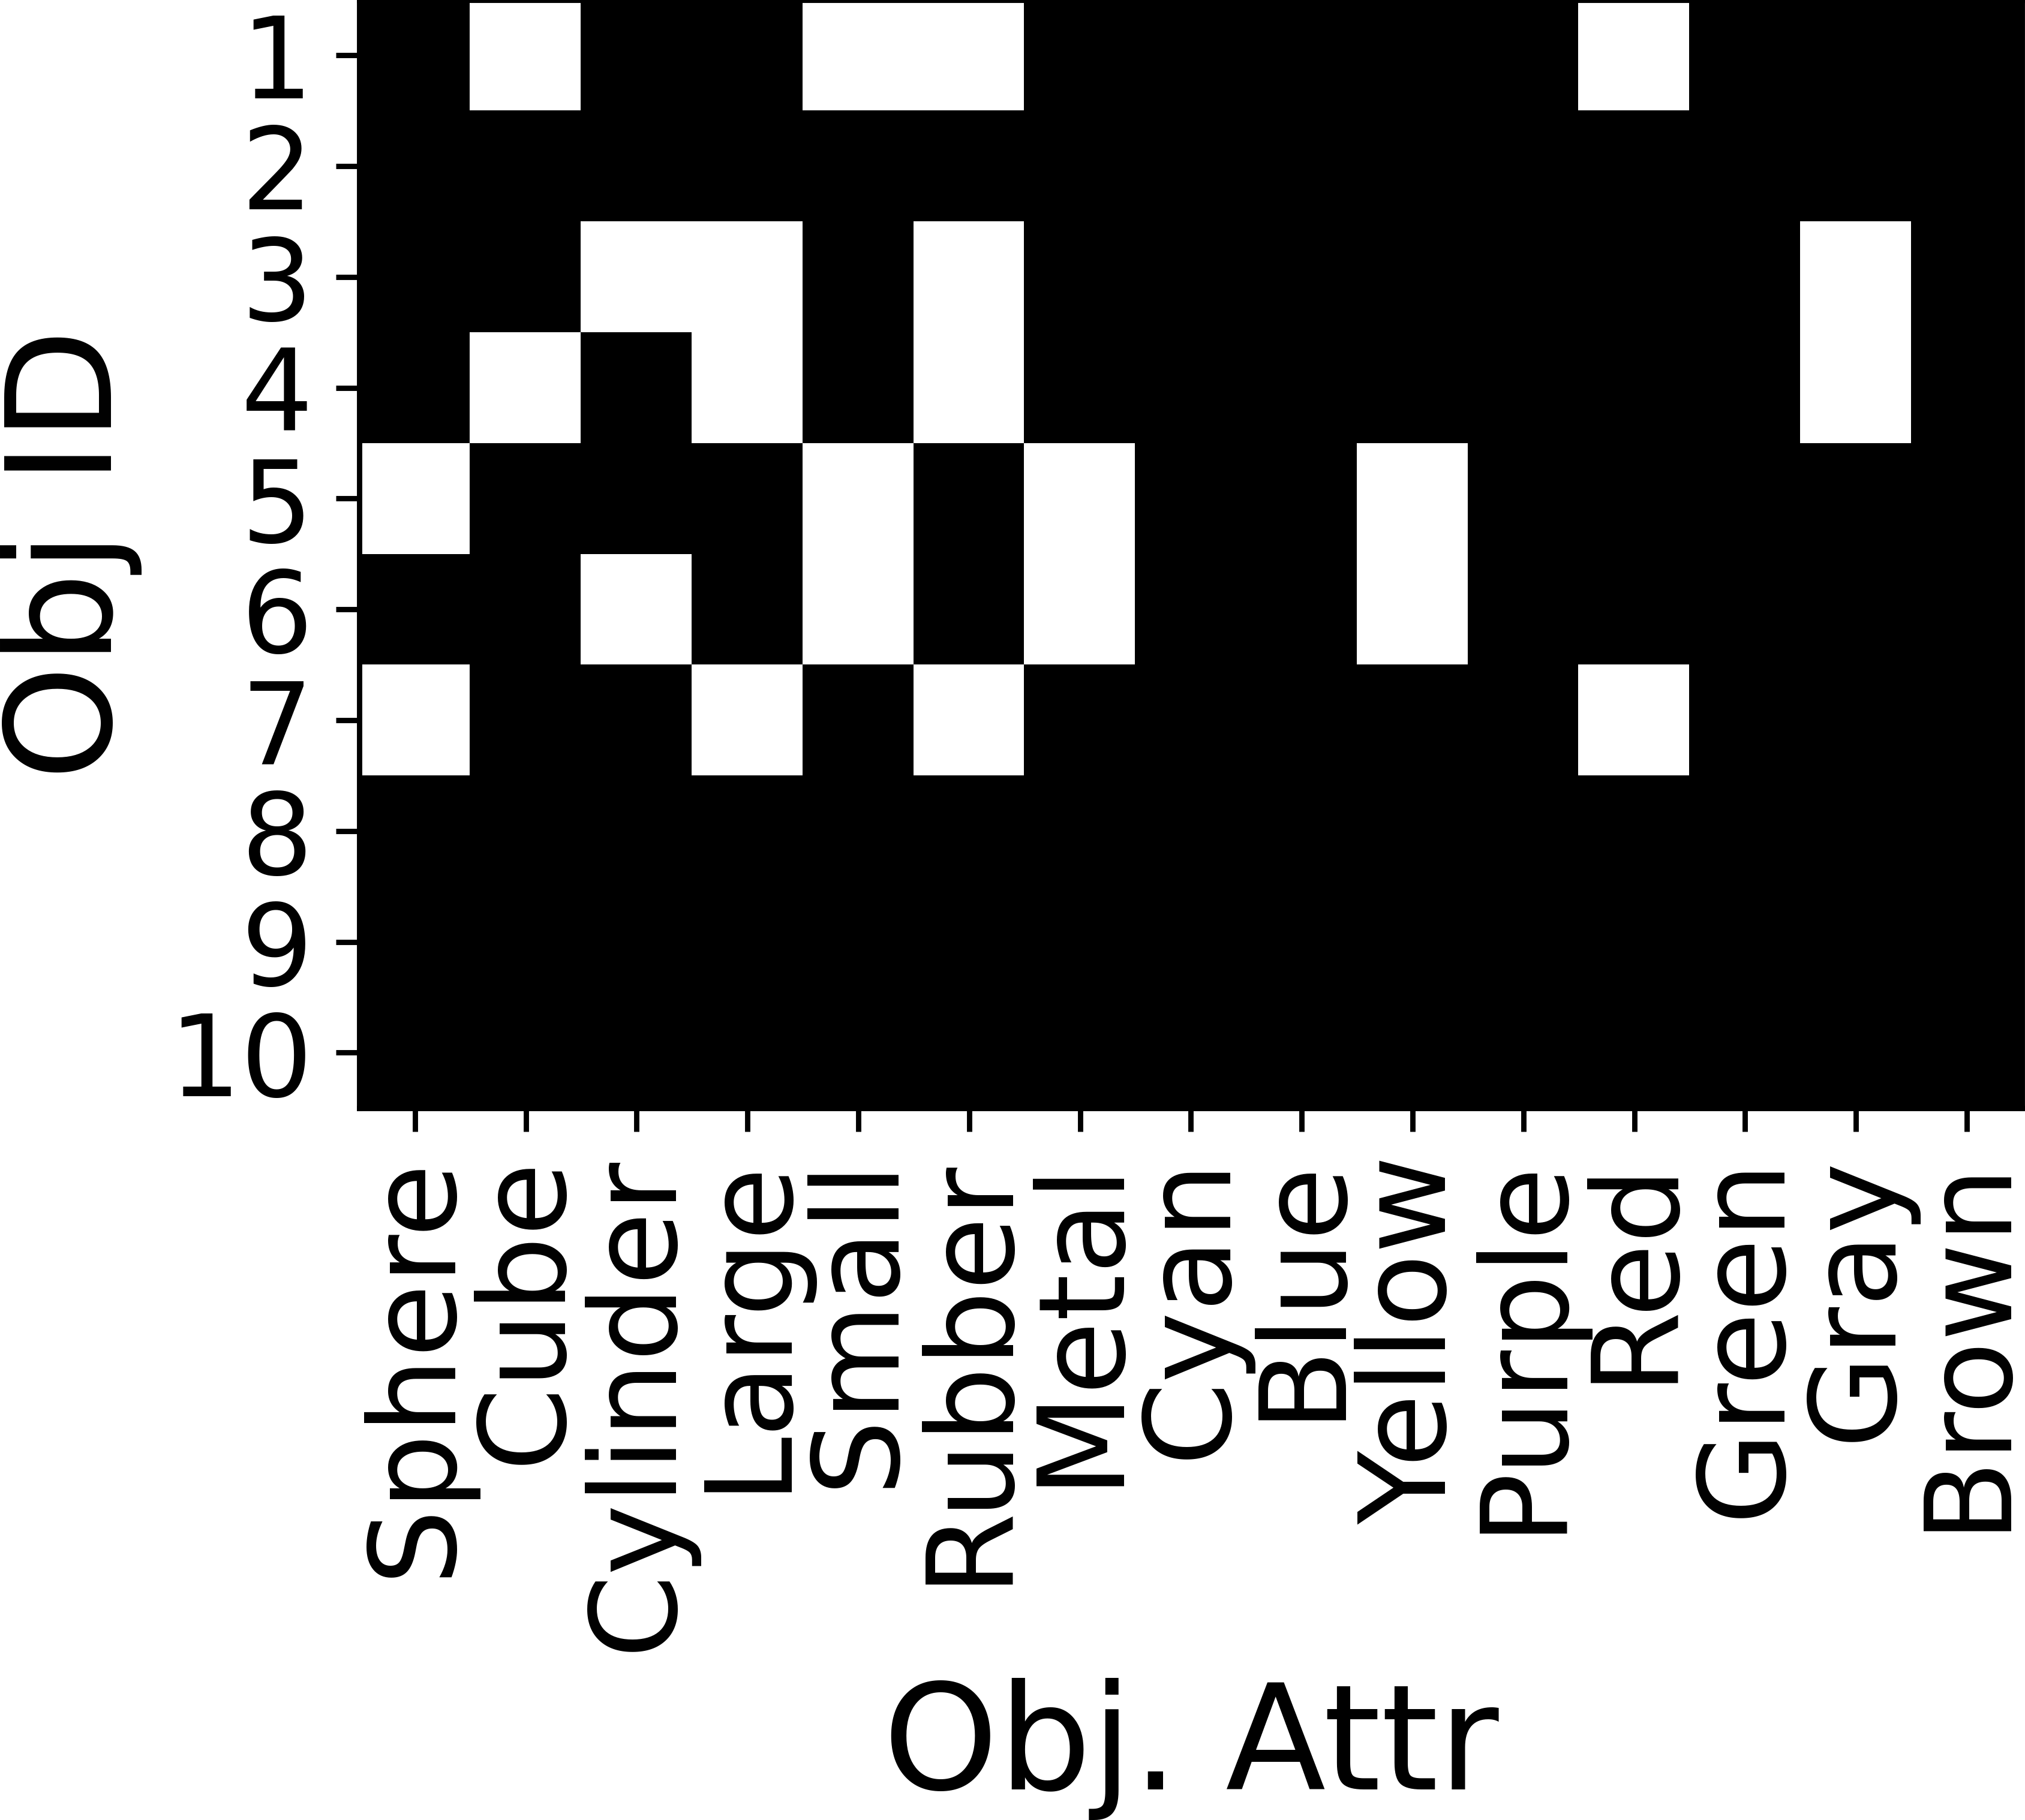 Obj ID
1
2
3
4
5
6
7
8
9
10
Sphere
Cube
Cylinder
Large
Small
Rubber
Metal
Cyan
Blue
Yellow
Purple
Red
Green
Gray
Brown
Obj. Attr